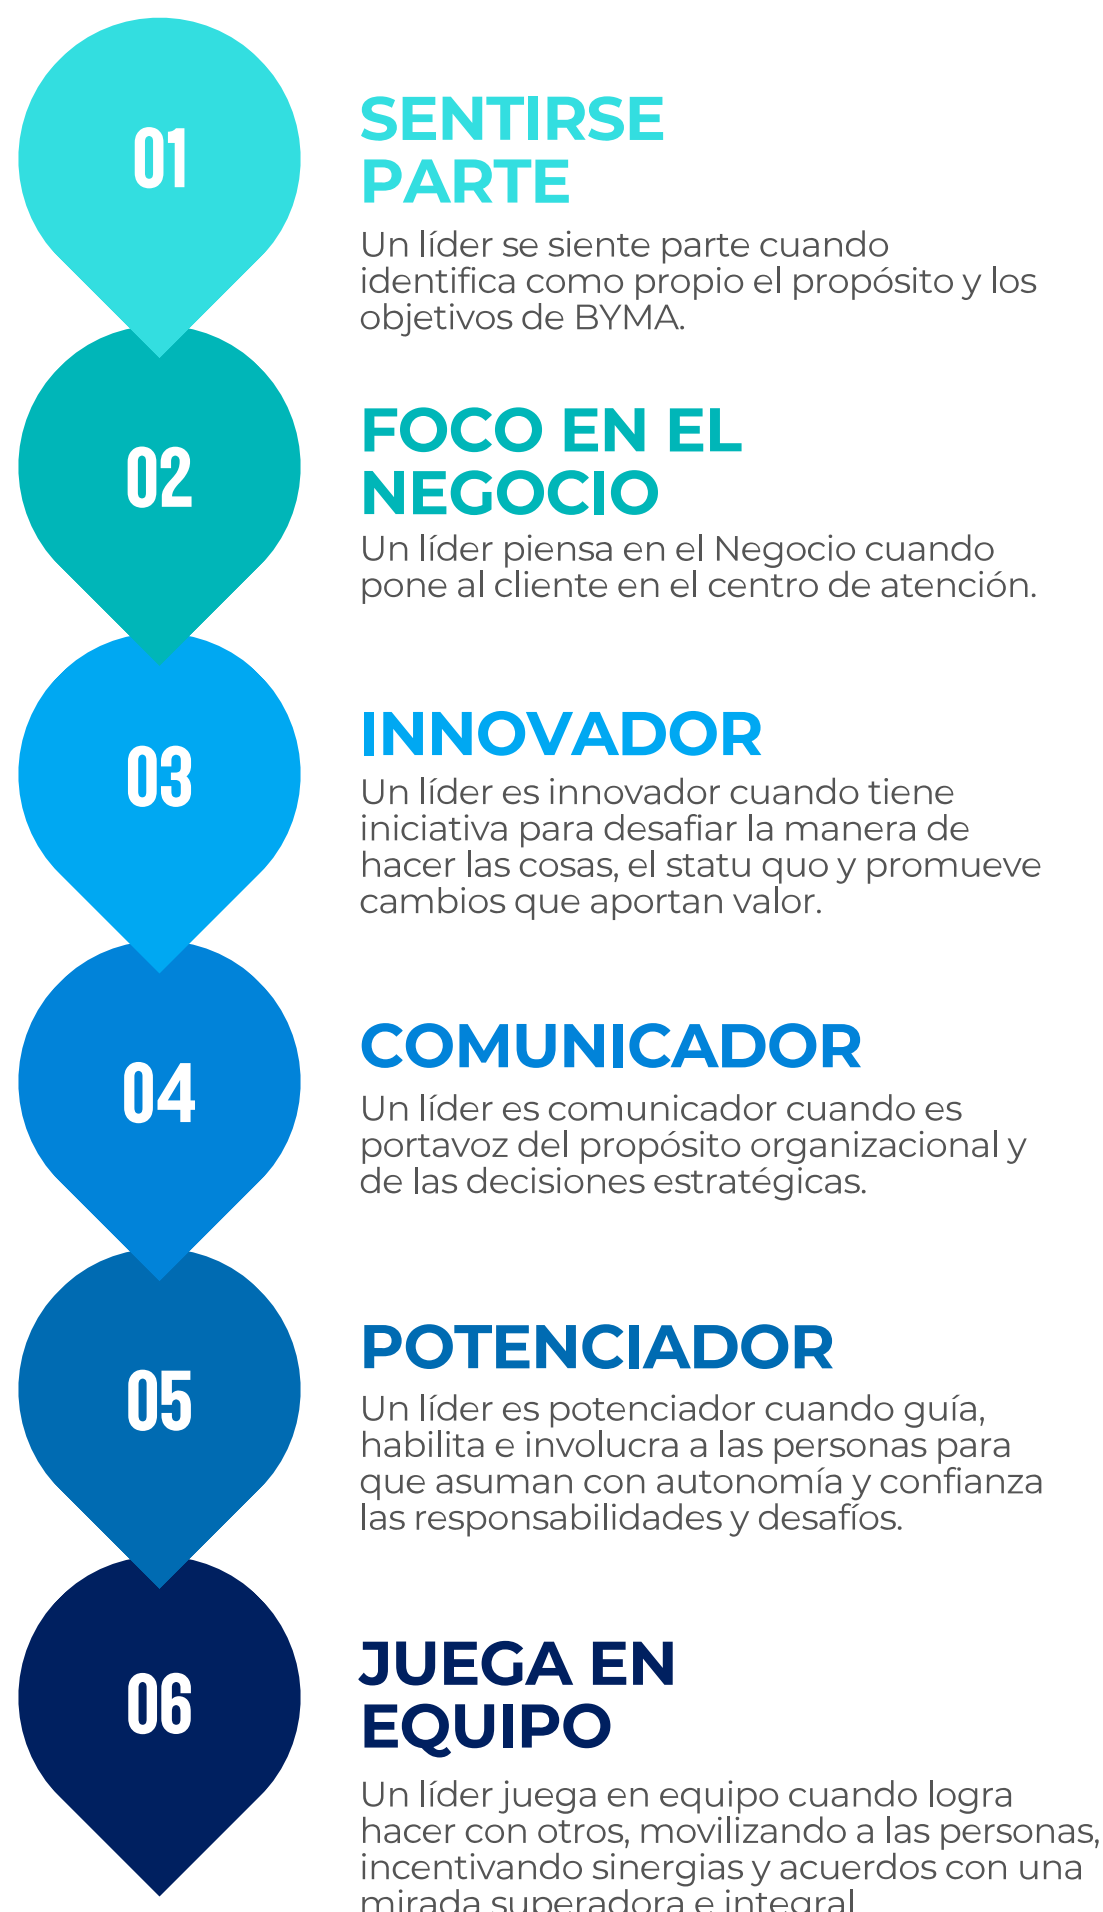 01
SENTIRSE
PARTE
Un líder se siente parte cuando
identifica como propio el propósito y los
objetivos de BYMA.
02
FOCO EN EL
NEGOCIO
Un líder piensa en el Negocio cuando
pone al cliente en el centro de atención.
03
INNOVADOR
Un líder es innovador cuando tiene
iniciativa para desafiar la manera de
hacer las cosas, el statu quo y promueve
cambios que aportan valor.
04
COMUNICADOR
Un líder es comunicador cuando es
portavoz del propósito organizacional y
de las decisiones estratégicas.
05
POTENCIADOR
Un líder es potenciador cuando guía,
habilita e involucra a las personas para
que asuman con autonomía y confianza
las responsabilidades y desafíos.
06
JUEGA EN
EQUIPO
Un líder juega en equipo cuando logra
hacer con otros, movilizando a las personas,
incentivando sinergias y acuerdos con una
mirada superadora e integral